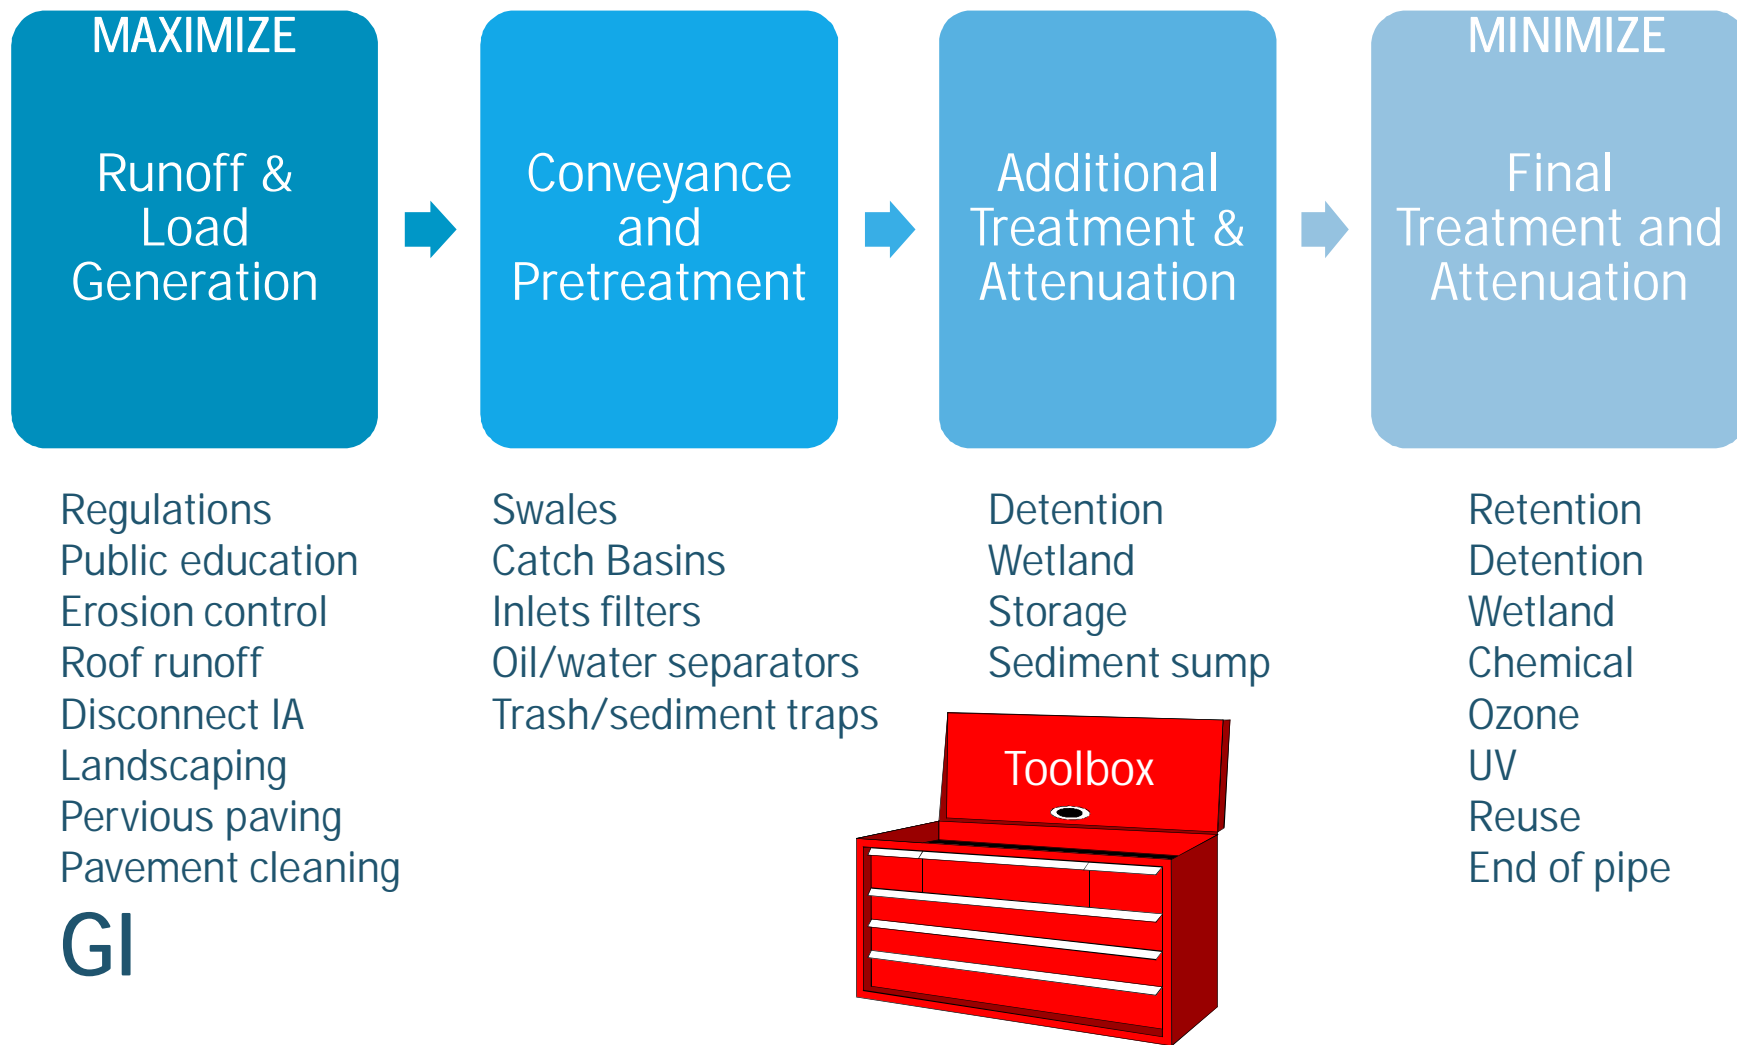 MAXIMIZE
Runoff &
Load
Generation
Conveyance
and
Pretreatment
Additional
Treatment &
Attenuation
MINIMIZE
Final
Treatment and
Attenuation
Regulations
Public education
Erosion control
Roof runoff
Disconnect IA
Landscaping
Pervious paving
Pavement cleaning
GI
Swales
Catch Basins
Inlets filters
Oil/water separators
Trash/sediment traps
Detention
Wetland
Storage
Sediment sump
Toolbox
Retention
Detention
Wetland
Chemical
Ozone
UV
Reuse
End of pipe